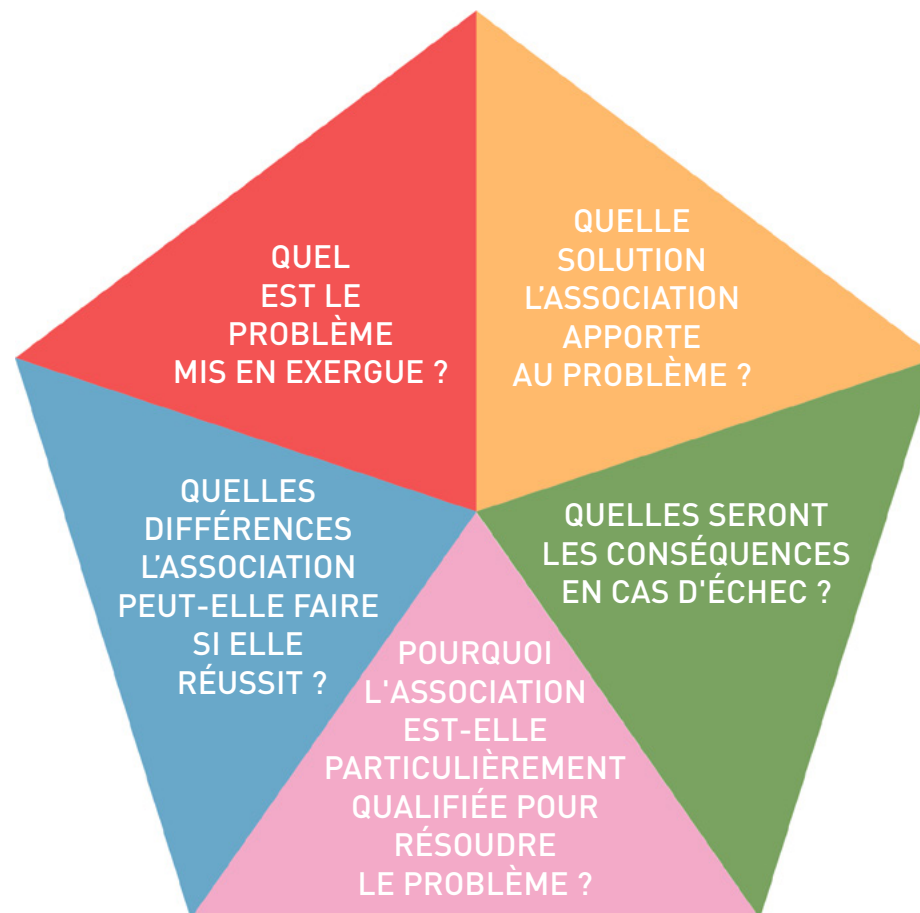 QUEL
EST LE
PROBLÈME
MIS EN EXERGUE ?
QUELLE
SOLUTION
L'ASSOCIATION
APPORTE
AU PROBLÈME ?
QUELLES
DIFFÉRENCES
L'ASSOCIATION
PEUT-ELLE FAIRE
SI ELLE
RÉUSSIT ?
QUELLES SERONT
LES CONSÉQUENCES
EN CAS D'ÉCHEC ?
POURQUOI
L'ASSOCIATION
EST-ELLE
PARTICULIÈREMENT
QUALIFIÉE POUR
RÉSOUDRE
LE PROBLÈME ?